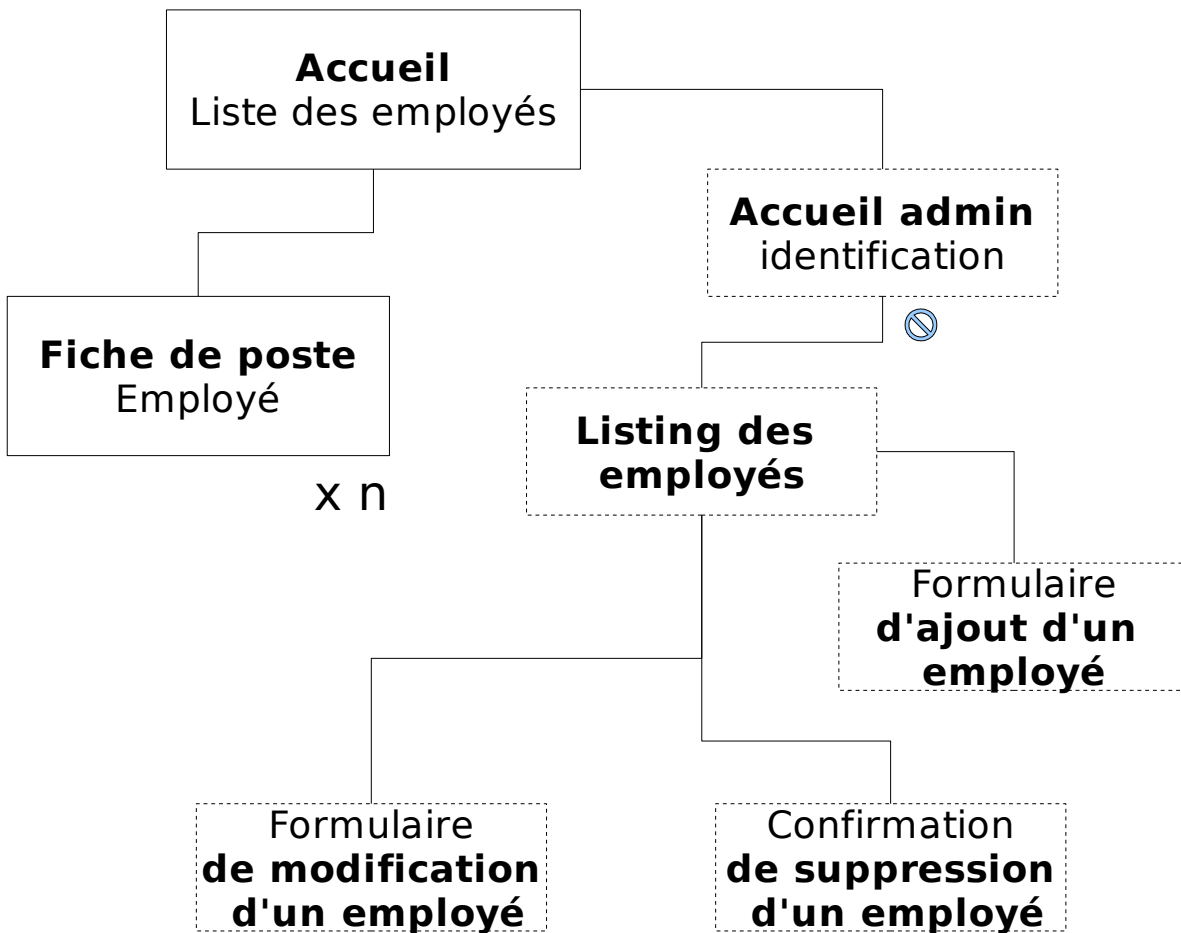 Accueil
Liste des employés
Accueil admin
identification
Fiche de poste
Employé
x n
Listing des
employés
Formulaire
d'ajout d'un
employé
Formulaire
de modification
d'un employé
Confirmation
de suppression
d'un employé